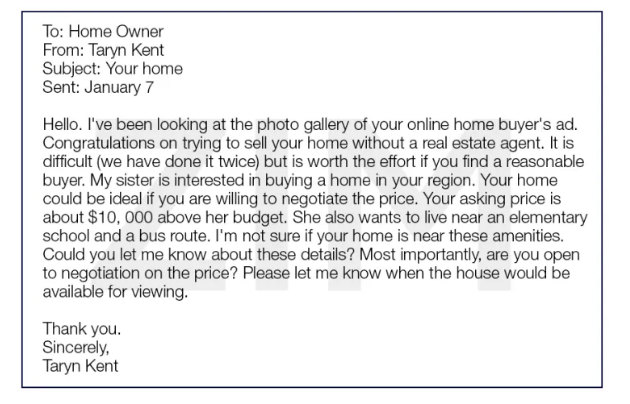 To: Home Owner
From: Taryn Kent
Subject: Your home
Sent: January 7
Hello. I've been looking at the photo gallery of your online home buyer's ad.
Congratulations on trying to sell your home without a real estate agent. It is
difficult (we have done it twice) but is worth the effort if you find a reasonable
buyer. My sister is interested in buying a home in your region. Your home
could be ideal if you are willing to negotiate the price. Your asking price is
about $10, 000 above her budget. She also wants to live near an elementary
school and a bus route. I'm not sure if your home is near these amenities.
Could you let me know about these details? Most importantly, are you open
to negotiation on the price? Please let me know when the house would be
available for viewing.
Thank you.
Sincerely,
Taryn Kent
ZIM